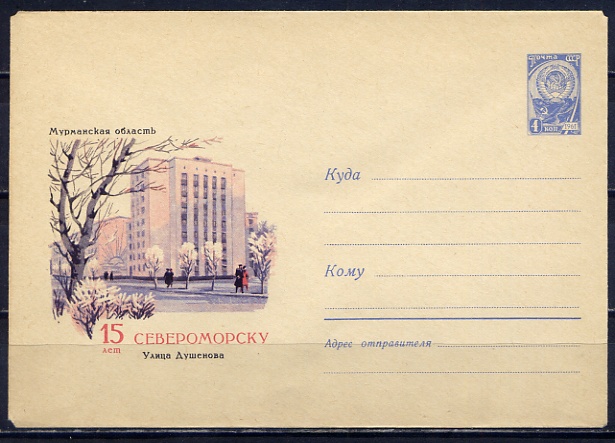 почта СССР
4 коп 1961
Мурманская область
Куда
Кому
15 СЕВЕРОМОРСКУ
лет
Улица Душенова
Адрес отправителя